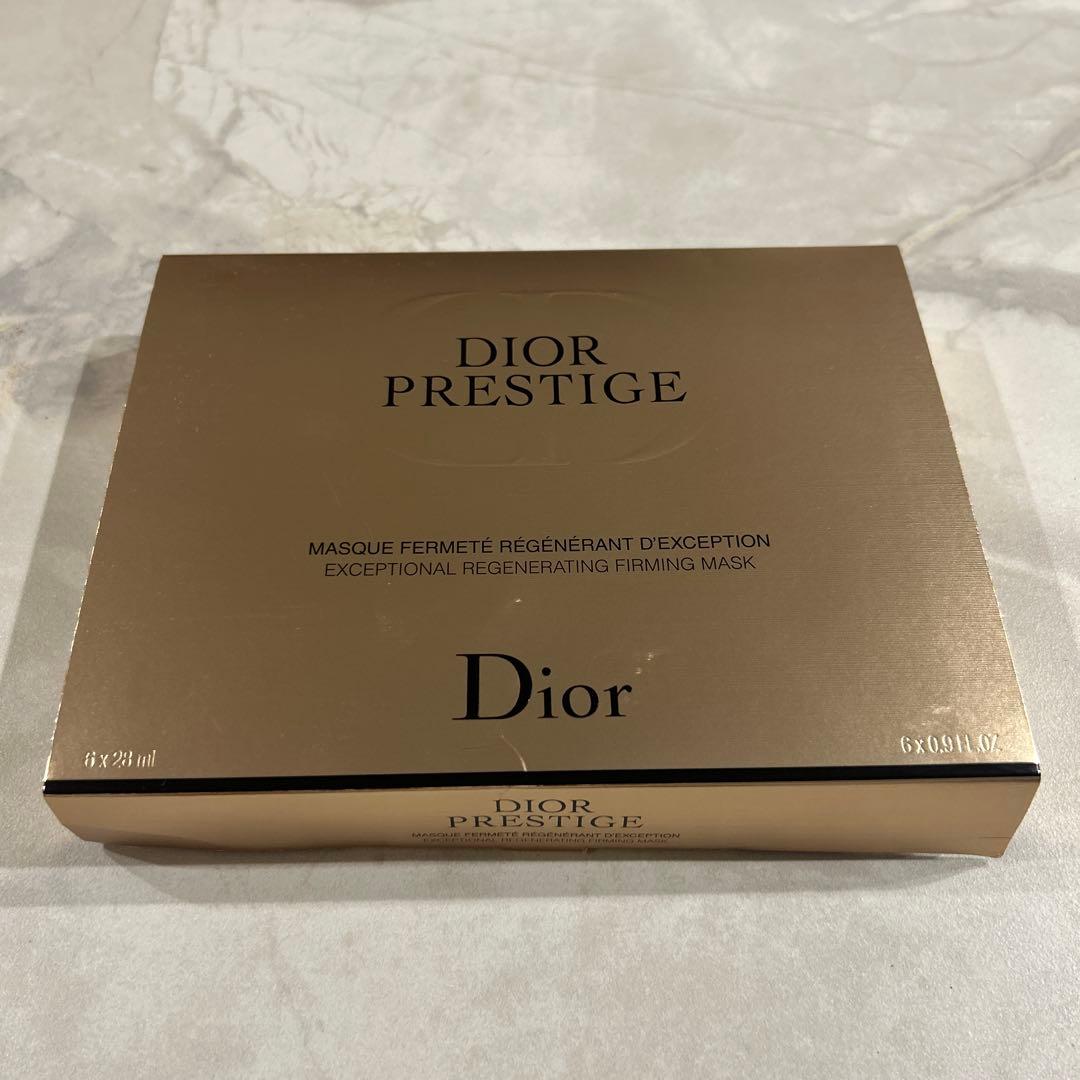 DIOR
PRESTIGE
MASQUE FERMETÉ RÉGÉNÉRANT D'EXCEPTION
EXCEPTIONAL REGENERATING FIRMING MASK
Dior
6 x 28 ml
6 x 0.9 FL.OZ
DIOR
PRESTIGE
MASQUE FERMETÉ RÉGÉNÉRANT D'EXCEPTION
EXCEPTIONAL REGENERATING FIRMING MASK